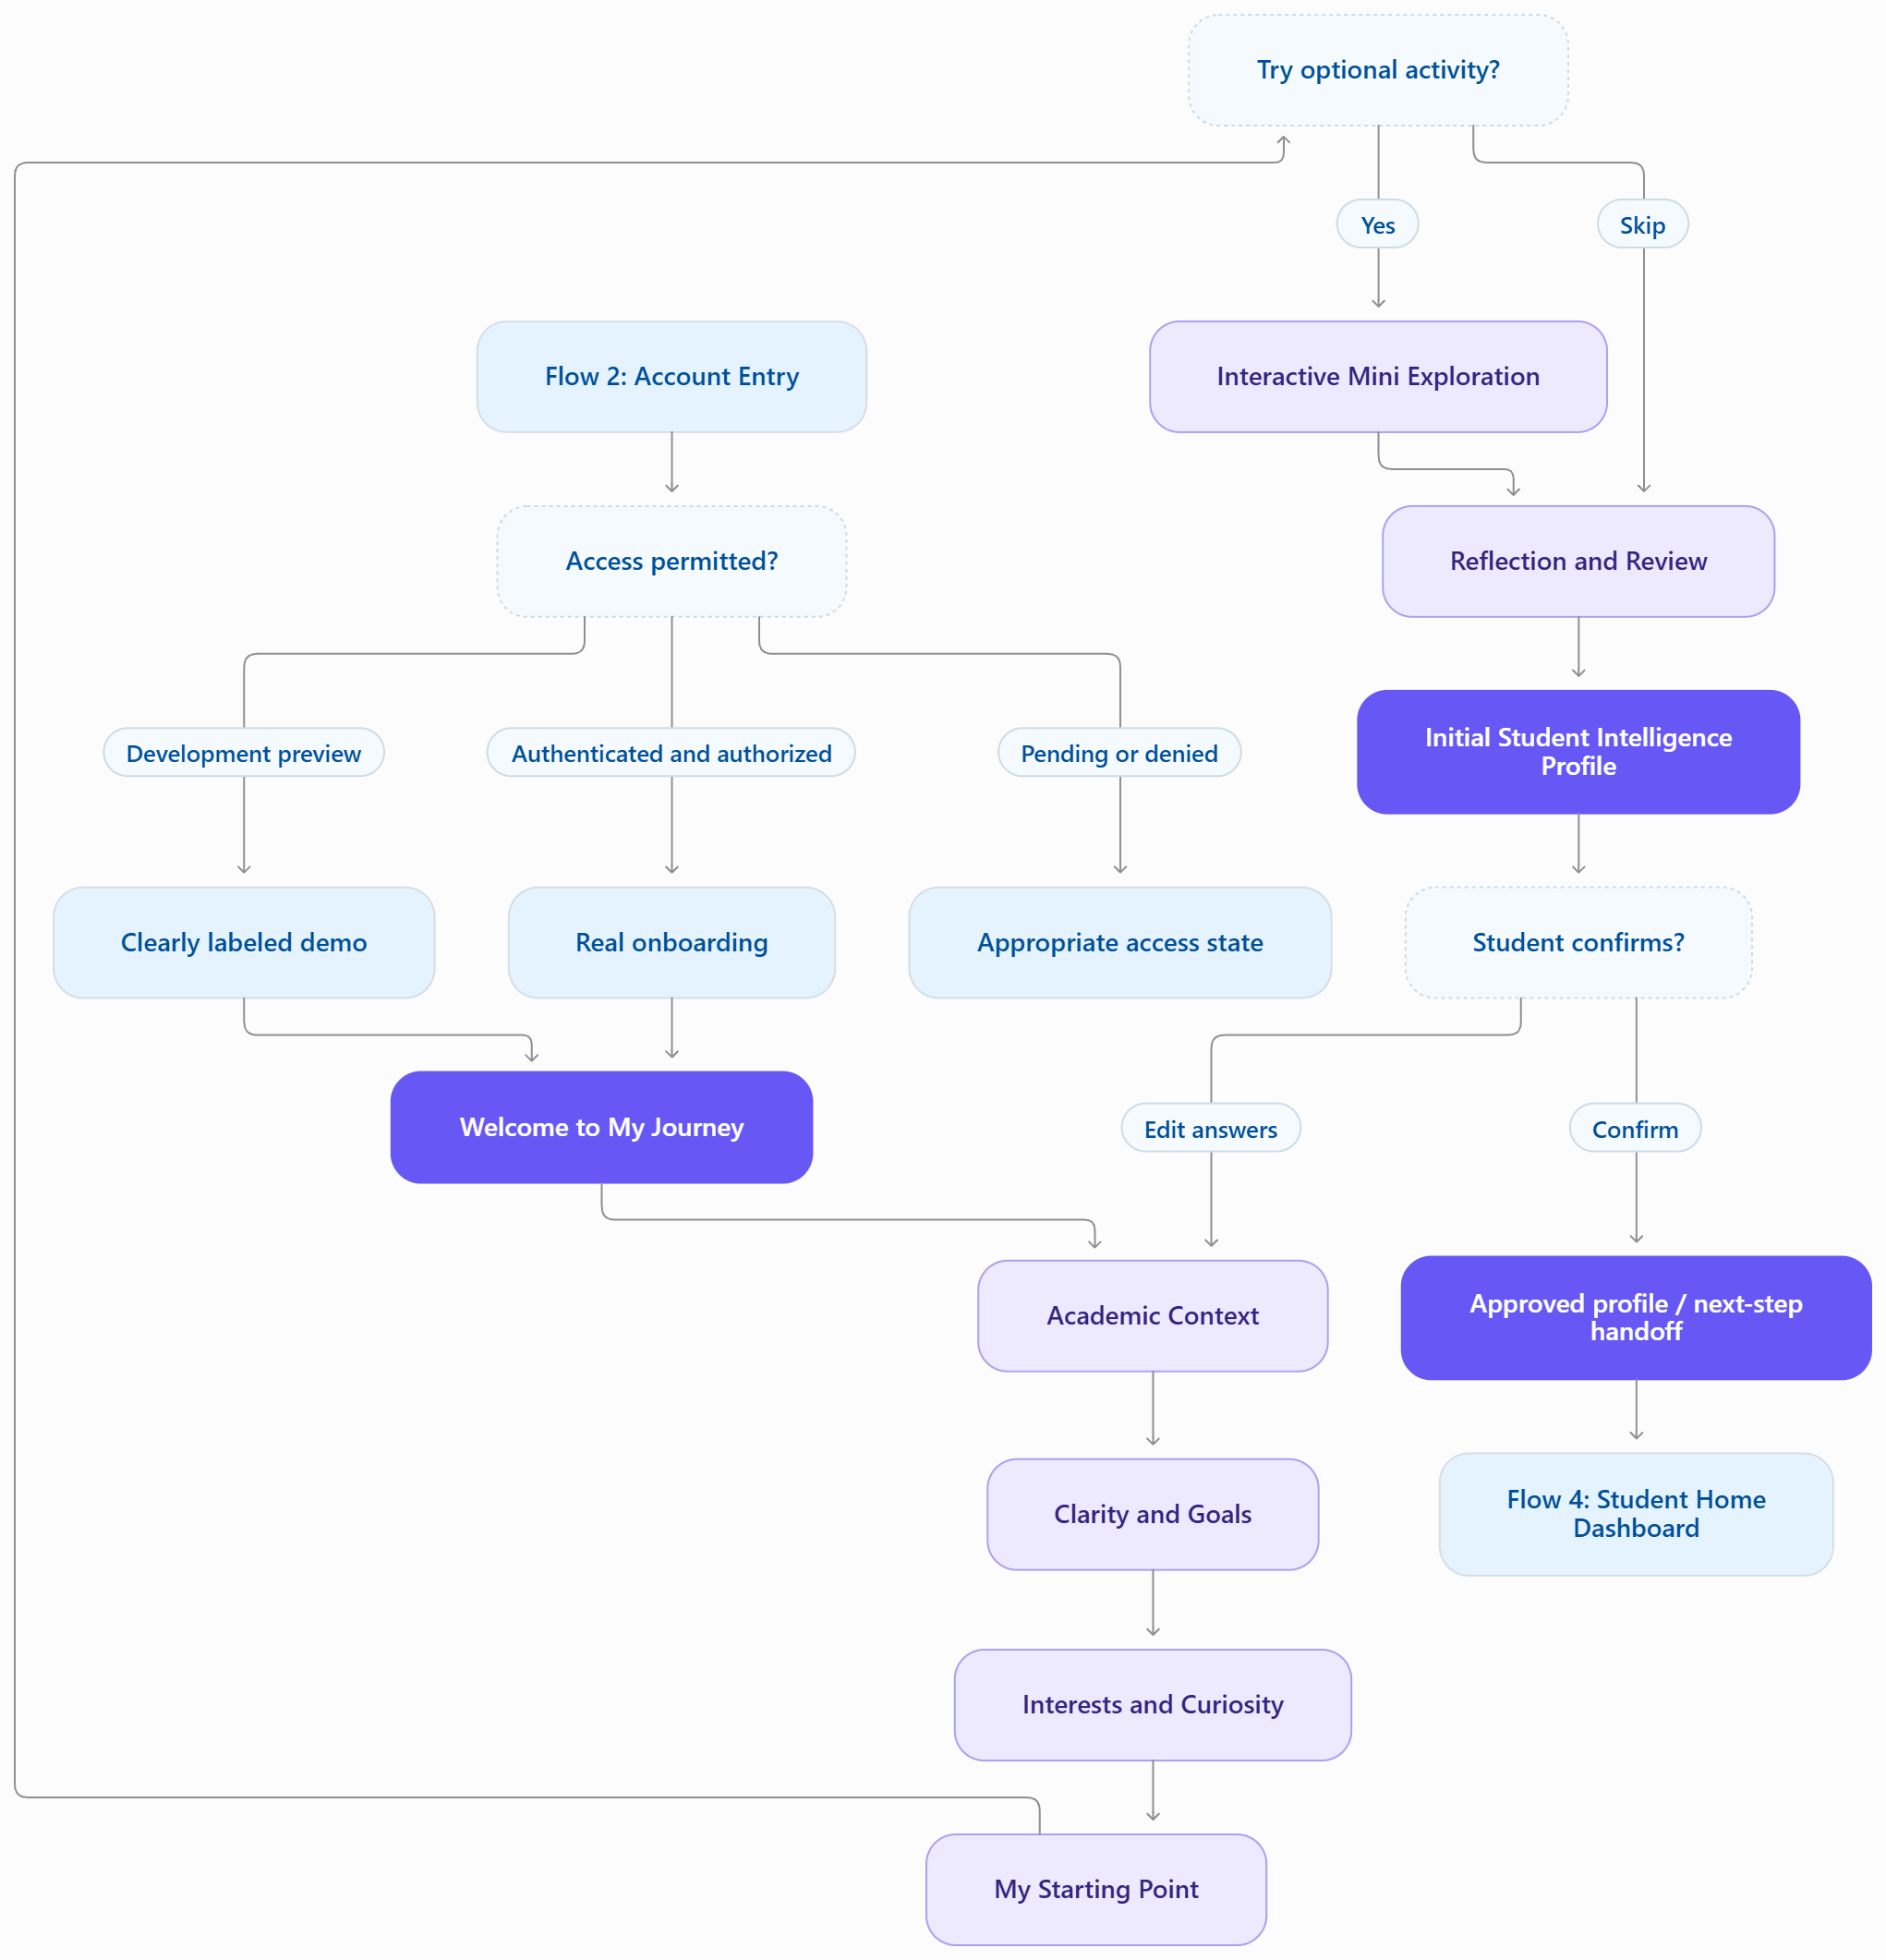 Try optional activity?
Yes
Skip
Flow 2: Account Entry
Interactive Mini Exploration
Access permitted?
Reflection and Review
Development preview
Authenticated and authorized
Pending or denied
Initial Student Intelligence
Profile
Clearly labeled demo
Real onboarding
Appropriate access state
Student confirms?
Welcome to My Journey
Edit answers
Confirm
Academic Context
Approved profile / next-step
handoff
Clarity and Goals
Flow 4: Student Home
Dashboard
Interests and Curiosity
My Starting Point